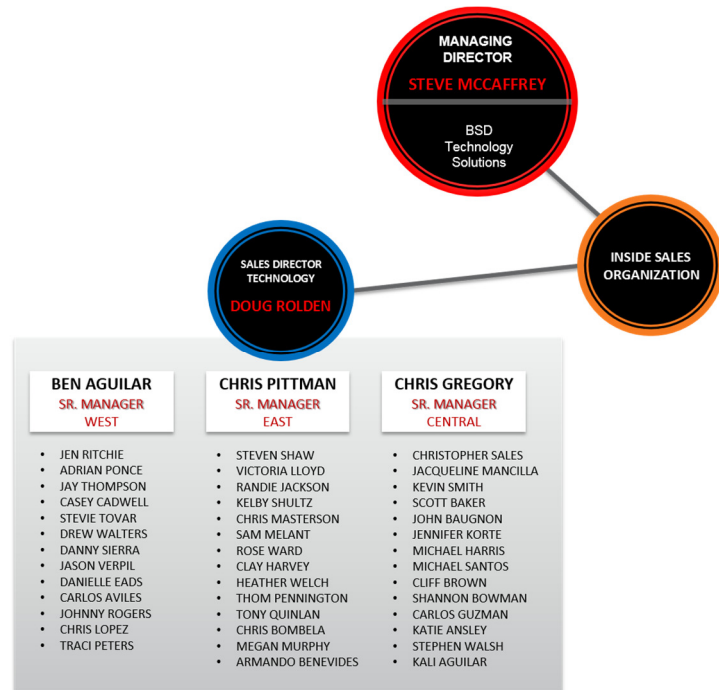 MANAGING
DIRECTOR
STEVE MCCAFFREY
BSD
Technology
Solutions
INSIDE SALES
ORGANIZATION
SALES DIRECTOR
TECHNOLOGY
DOUG ROLDEN
BEN AGUILAR
SR. MANAGER
WEST
• JEN RITCHIE
• ADRIAN PONCE
• JAY THOMPSON
• CASEY CADWELL
• STEVIE TOVAR
• DREW WALTERS
• DANNY SIERRA
• JASON VERPIL
• DANIELLE EADS
• CARLOS AVILES
• JOHNNY ROGERS
• CHRIS LOPEZ
• TRACI PETERS
CHRIS PITTMAN
SR. MANAGER
EAST
• STEVEN SHAW
• VICTORIA LLOYD
• RANDIE JACKSON
• KELBY SHULTZ
• CHRIS MASTERSON
• SAM MELANT
• ROSE WARD
• CLAY HARVEY
• HEATHER WELCH
• THOM PENNINGTON
• TONY QUINLAN
• CHRIS BOMBELA
• MEGAN MURPHY
• ARMANDO BENEVIDES
CHRIS GREGORY
SR. MANAGER
CENTRAL
• CHRISTOPHER SALES
• JACQUELINE MANCILLA
• KEVIN SMITH
• SCOTT BAKER
• JOHN BAUGNON
• JENNIFER KORTE
• MICHAEL HARRIS
• MICHAEL SANTOS
• CLIFF BROWN
• SHANNON BOWMAN
• CARLOS GUZMAN
• KATIE ANSLEY
• STEPHEN WALSH
• KALI AGUILAR